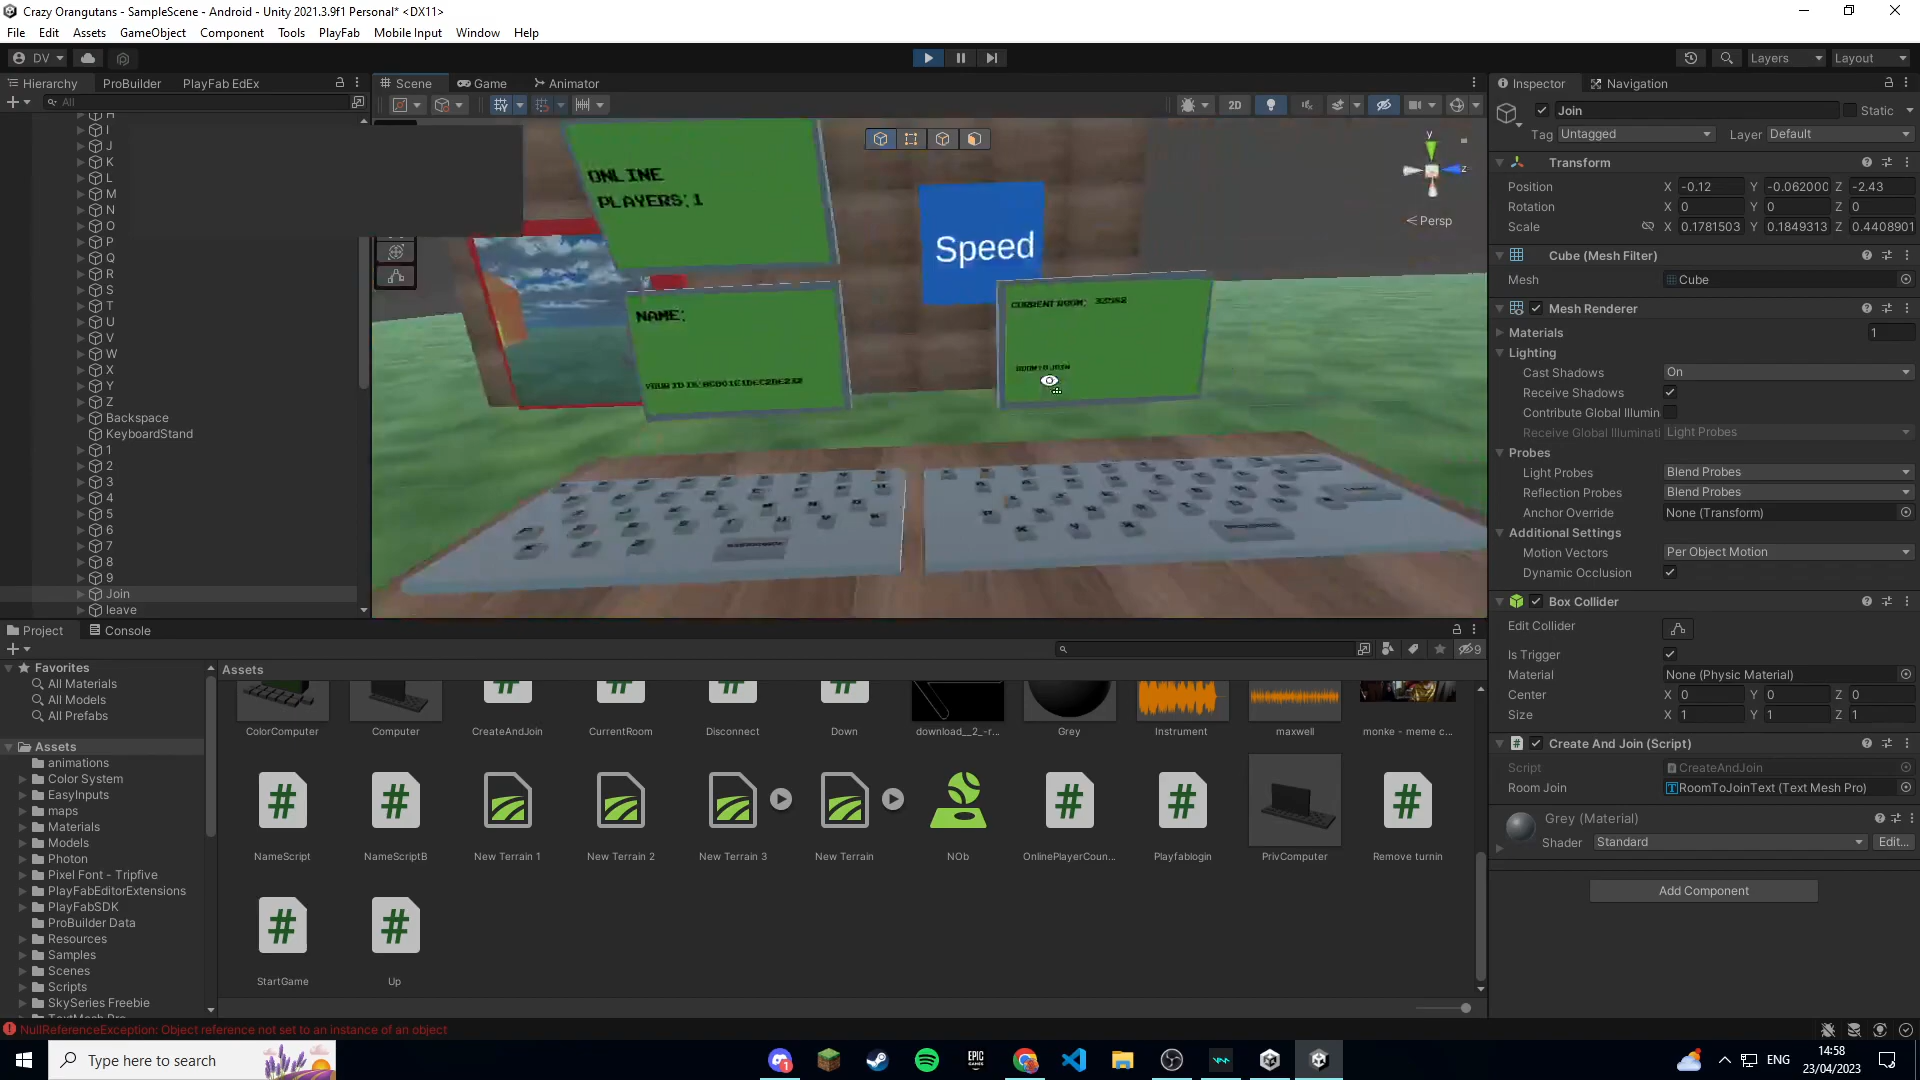 Crazy Orangutans - SampleScene - Android - Unity 2021.3.9f1 Personal* <DX11>
File Edit Assets GameObject Component Tools PlayFab Mobile Input Window Help
DV Layers Layout
Hierarchy ProBuilder PlayFab EdEx
All
H
I
J
K
L
M
N
O
P
Q
R
S
T
U
V
W
X
Y
Z
Backspace
KeyboardStand
1
2
3
4
5
6
7
8
9
Join
leave
Scene Game Animator
2D
y
z
Persp
ONLINE
PLAYERS:1
Speed
NAME:
CURRENT ROOM: 32582
Inspector Navigation
Join Static
Tag Untagged Layer Default
Transform
Position X -0.12 Y -0.062000 Z -2.43
Rotation X 0 Y 0 Z 0
Scale X 0.1781503 Y 0.1849313 Z 0.4408901
Cube (Mesh Filter)
Mesh Cube
Mesh Renderer
Materials 1
Lighting
Cast Shadows On
Receive Shadows
Contribute Global Illumin
Receive Global Illuminati Light Probes
Probes
Light Probes Blend Probes
Reflection Probes Blend Probes
Anchor Override None (Transform)
Additional Settings
Motion Vectors Per Object Motion
Dynamic Occlusion
Box Collider
Edit Collider
Is Trigger
Material None (Physic Material)
Center X 0 Y 0 Z 0
Size X 1 Y 1 Z 1
Create And Join (Script)
Script CreateAndJoin
Room Join RoomToJoinText (Text Mesh Pro)
Grey (Material)
Shader Standard Edit...
Add Component
Project Console
9
Favorites
All Materials
All Models
All Prefabs
Assets
animations
Color System
EasyInputs
maps
Materials
Models
Photon
Pixel Font - Tripfive
PlayFabEditorExtensions
PlayFabSDK
ProBuilder Data
Resources
Samples
Scenes
Scripts
SkySeries Freebie
TextMesh Pro
Assets
ColorComputer Computer CreateAndJoin CurrentRoom Disconnect Down download__2_-r... Grey Instrument maxwell monke - meme c...
NameScript NameScriptB New Terrain 1 New Terrain 2 New Terrain 3 New Terrain NOb OnlinePlayerCoun... Playfablogin PrivComputer Remove turnin
StartGame Up
NullReferenceException: Object reference not set to an instance of an object
Type here to search
EPIC GAMES
ENG
14:58
23/04/2023